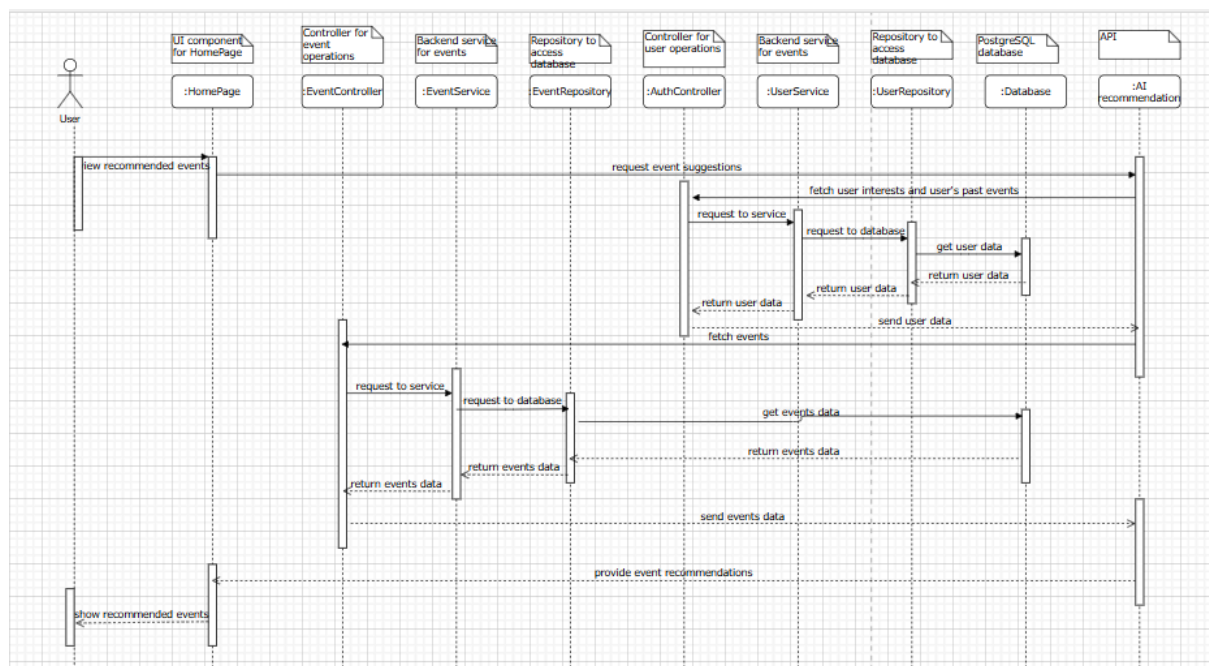 UI component
for HomePage
Controller for
event
operations
Backend service
for events
Repository to
access
database
Controller for
user operations
Backend service
for events
Repository to
access
database
PostgreSQL
database
API
:HomePage
:EventController
:EventService
:EventRepository
:AuthController
:UserService
:UserRepository
:Database
:AI
recommendation
User
iew recommended events
request event suggestions
fetch user interests and user's past events
request to service
request to database
get user data
return user data
return user data
return user data
send user data
fetch events
request to service
request to database
get events data
return events data
return events data
return events data
send events data
provide event recommendations
show recommended events